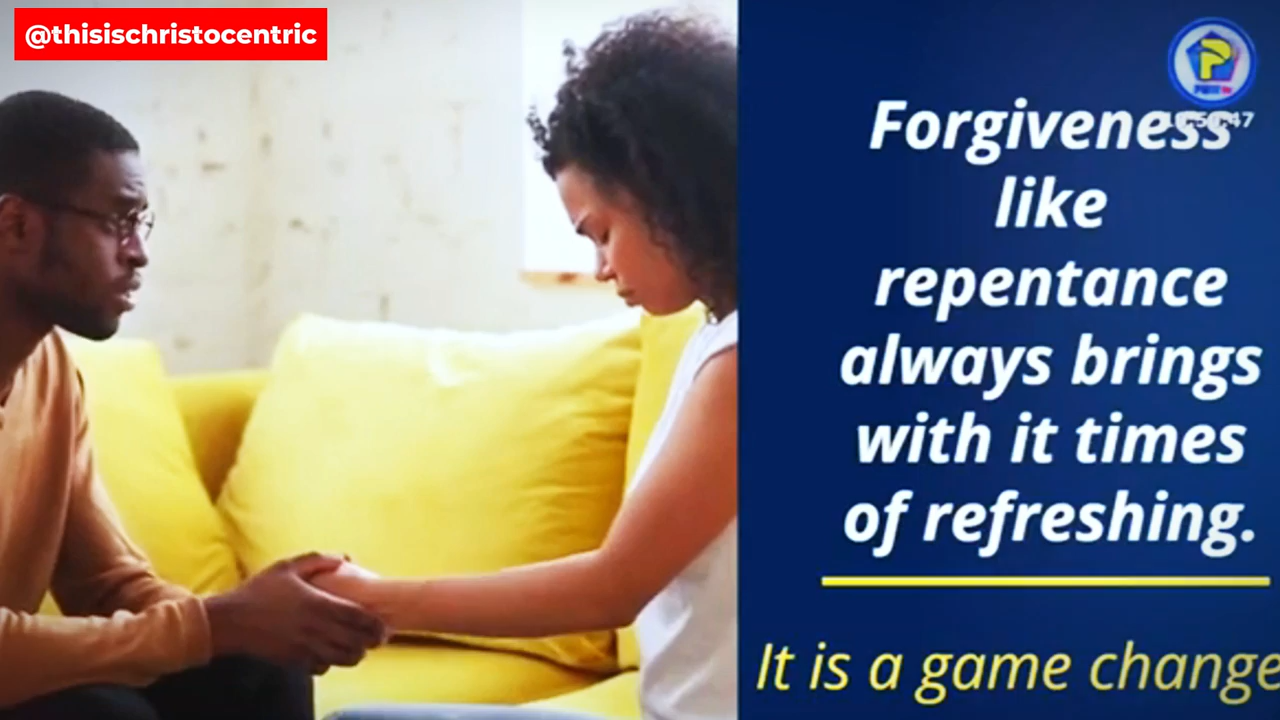 @thisischristocentric
Forgiveness
like
repentance
always brings
with it times
of refreshing.
It is a game change